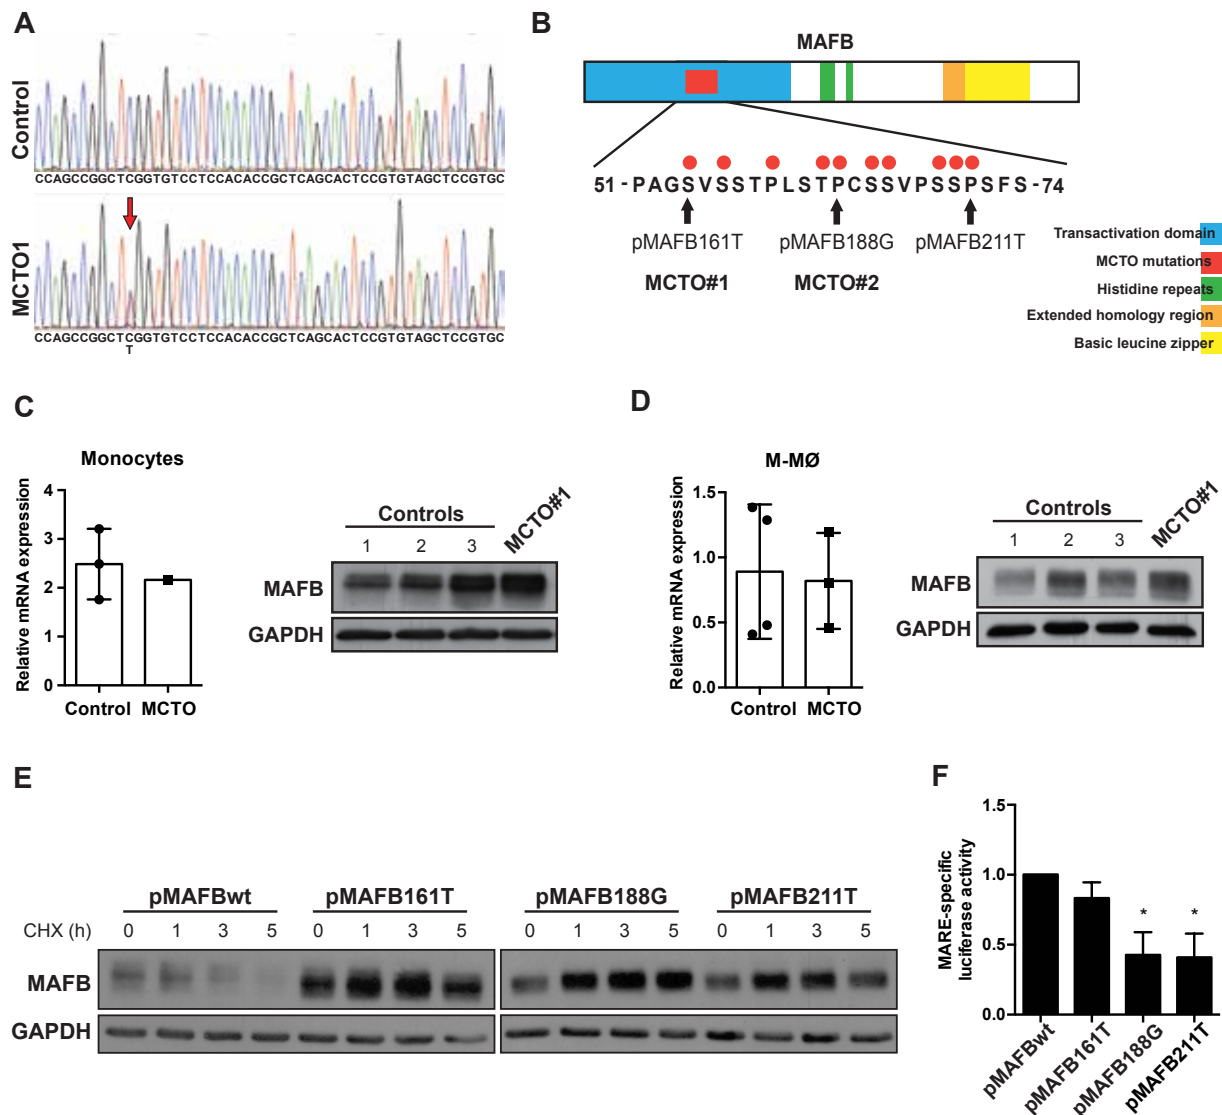 A
Control
CCAGCCGGCTCGGTGTCCTCCACACCGCTCAGCACTCCGTGTAGCTCCGTGC
MCTO1
CCAGCCGGCTCGGTGTCCTCCACACCGCTCAGCACTCCGTGTAGCTCCGTGC
T
B
MAFB
51 - PAGSVSSTPLSTPCSSVPSSPSFS - 74
pMAFB161T pMAFB188G pMAFB211T
MCTO#1 MCTO#2
Transactivation domain
MCTO mutations
Histidine repeats
Extended homology region
Basic leucine zipper
C
Monocytes
Relative mRNA expression
4
3
2
1
0
Control MCTO
Controls MCTO#1
1 2 3
MAFB
GAPDH
D
M-MØ
Relative mRNA expression
1.5
1.0
0.5
0.0
Control MCTO
Controls MCTO#1
1 2 3
MAFB
GAPDH
E
pMAFBwt pMAFB161T pMAFB188G pMAFB211T
CHX (h) 0 1 3 5 0 1 3 5 0 1 3 5 0 1 3 5
MAFB
GAPDH
F
MARE-specific
luciferase activity
1.5
1.0
0.5
0.0
* *
pMAFBwt pMAFB161T pMAFB188G pMAFB211T